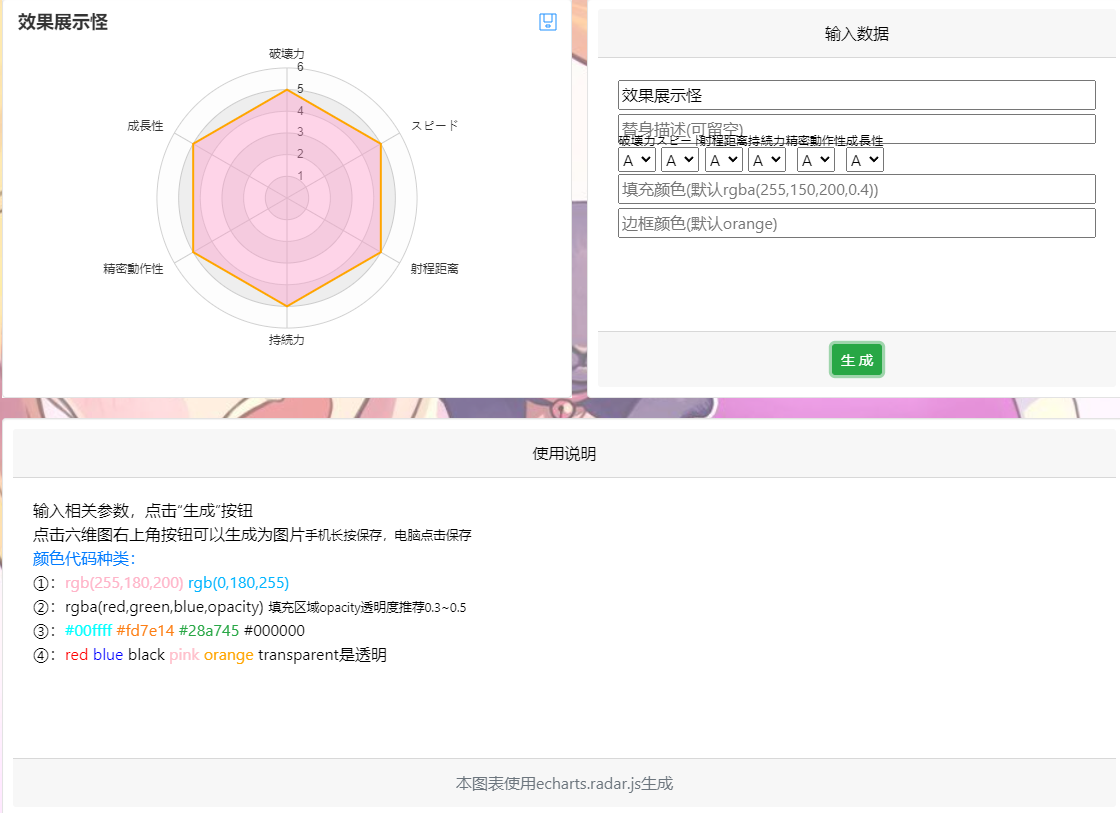 效果展示怪
破壊力
6
5
4
3
2
1
成長性
スピード
精密動作性
射程距离
持続力
输入数据
效果展示怪
替身描述(可留空)
破壊力スピード射程距离持続力精密動作性成長性
A A A A A A
填充颜色(默认rgba(255,150,200,0.4))
边框颜色(默认orange)
生成
使用说明
输入相关参数，点击“生成”按钮
点击六维图右上角按钮可以生成为图片手机长按保存，电脑点击保存
颜色代码种类：
①：rgb(255,180,200) rgb(0,180,255)
②：rgba(red,green,blue,opacity) 填充区域opacity透明度推荐0.3~0.5
③：#00ffff #fd7e14 #28a745 #000000
④：red blue black pink orange transparent是透明
本图表使用echarts.radar.js生成